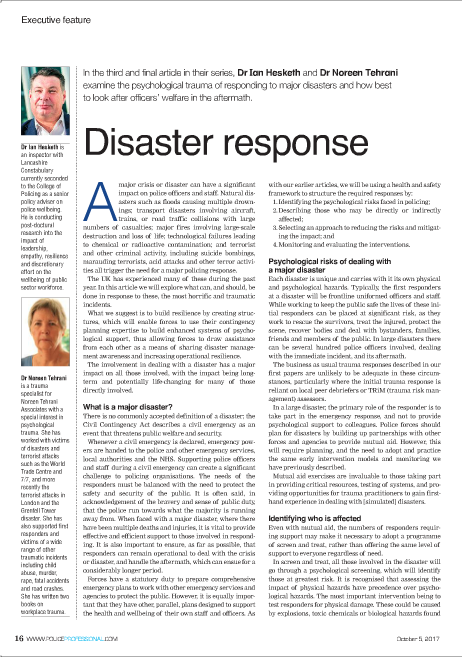 Executive feature
In the third and final article in their series, Dr Ian Hesketh and Dr Noreen Tehrani
examine the psychological trauma of responding to major disasters and how best
to look after officers' welfare in the aftermath.
Disaster response
Dr Ian Hesketh is
an inspector with
Lancashire
Constabulary
currently seconded
to the College of
Policing as a senior
policy adviser on
police wellbeing.
He is conducting
post-doctoral
research into the
impact of
leadership,
empathy, resilience
and discretionary
effort on the
wellbeing of public
sector workforce.
Dr Noreen Tehrani
is a trauma
specialist for
Noreen Tehrani
Associates with a
special interest in
psychological
trauma. She has
worked with victims
of disasters and
terrorist attacks
such as the World
Trade Centre and
7/7, and more
recently the
terrorist attacks in
London and the
Grenfell Tower
disaster. She has
also supported first
responders and
victims of a wide
range of other
traumatic incidents
including child
abuse, murder,
rape, fatal accidents
and road crashes.
She has written two
books on
workplace trauma.
A major crisis or disaster can have a significant
impact on police officers and staff. Natural dis-
asters such as floods causing multiple drown-
ings; transport disasters involving aircraft,
trains, or road traffic collisions with large
numbers of casualties; major fires involving large-scale
destruction and loss of life; technological failures leading
to chemical or radioactive contamination; and terrorist
and other criminal activity, including suicide bombings,
marauding terrorists, acid attacks and other terror activi-
ties all trigger the need for a major policing response.
The UK has experienced many of these during the past
year. In this article we will explore what can, and should, be
done in response to these, the most horrific and traumatic
incidents.
What we suggest is to build resilience by creating struc-
tures, which will enable forces to use their contingency
planning expertise to build enhanced systems of psycho-
logical support, thus allowing forces to draw assistance
from each other as a means of sharing disaster manage-
ment awareness and increasing operational resilience.
The involvement in dealing with a disaster has a major
impact on all those involved, with the impact being long-
term and potentially life-changing for many of those
directly involved.
What is a major disaster?
There is no commonly accepted definition of a disaster; the
Civil Contingency Act describes a civil emergency as an
event that threatens public welfare and security.
Whenever a civil emergency is declared, emergency pow-
ers are handed to the police and other emergency services,
local authorities and the NHS. Supporting police officers
and staff during a civil emergency can create a significant
challenge to policing organisations. The needs of the
responders must be balanced with the need to protect the
safety and security of the public. It is often said, in
acknowledgement of the bravery and sense of public duty,
that the police run towards what the majority is running
away from. When faced with a major disaster, where there
have been multiple deaths and injuries, it is vital to provide
effective and efficient support to those involved in respond-
ing. It is also important to ensure, as far as possible, that
responders can remain operational to deal with the crisis
or disaster, and handle the aftermath, which can ensue for a
considerably longer period.
Forces have a statutory duty to prepare comprehensive
emergency plans to work with other emergency services and
agencies to protect the public. However, it is equally impor-
tant that they have other, parallel, plans designed to support
the health and wellbeing of their own staff and officers. As
with our earlier articles, we will be using a health and safety
framework to structure the required responses by:
1. Identifying the psychological risks faced in policing;
2. Describing those who may be directly or indirectly
affected;
3. Selecting an approach to reducing the risks and mitigat-
ing the impact; and
4. Monitoring and evaluating the interventions.
Psychological risks of dealing with
a major disaster
Each disaster is unique and carries with it its own physical
and psychological hazards. Typically, the first responders
at a disaster will be frontline uniformed officers and staff.
While working to keep the public safe the lives of these ini-
tial responders can be placed at significant risk, as they
work to rescue the survivors, treat the injured, protect the
scene, recover bodies and deal with bystanders, families,
friends and members of the public. In large disasters there
can be several hundred police officers involved, dealing
with the immediate incident, and its aftermath.
The business as usual trauma responses described in our
first papers are unlikely to be adequate in these circum-
stances, particularly where the initial trauma response is
reliant on local peer debriefers or TRiM (trauma risk man-
agement) assessors.
In a large disaster, the primary role of the responder is to
take part in the emergency response, and not to provide
psychological support to colleagues. Police forces should
plan for disasters by building up partnerships with other
forces and agencies to provide mutual aid. However, this
will require planning, and the need to adopt and practice
the same early intervention models and monitoring we
have previously described.
Mutual aid exercises are invaluable to those taking part
in providing critical resources, testing of systems, and pro-
viding opportunities for trauma practitioners to gain first-
hand experience in dealing in [simulated] disasters.
Identifying who is affected
Even with mutual aid, the numbers of responders requir-
ing support may make it necessary to adopt a programme
of screen and treat, rather than offering the same level of
support to everyone regardless of need.
In screen and treat, all those involved in the disaster will
go through a psychological screening, which will identify
those at greatest risk. It is recognised that assessing the
impact of physical hazards have precedence over psycho-
logical hazards. The most important intervention being to
test responders for physical damage. These could be caused
by explosions, toxic chemicals or biological hazards found
16 WWW.POLICEPROFESSIONAL.COM
October 5, 2017